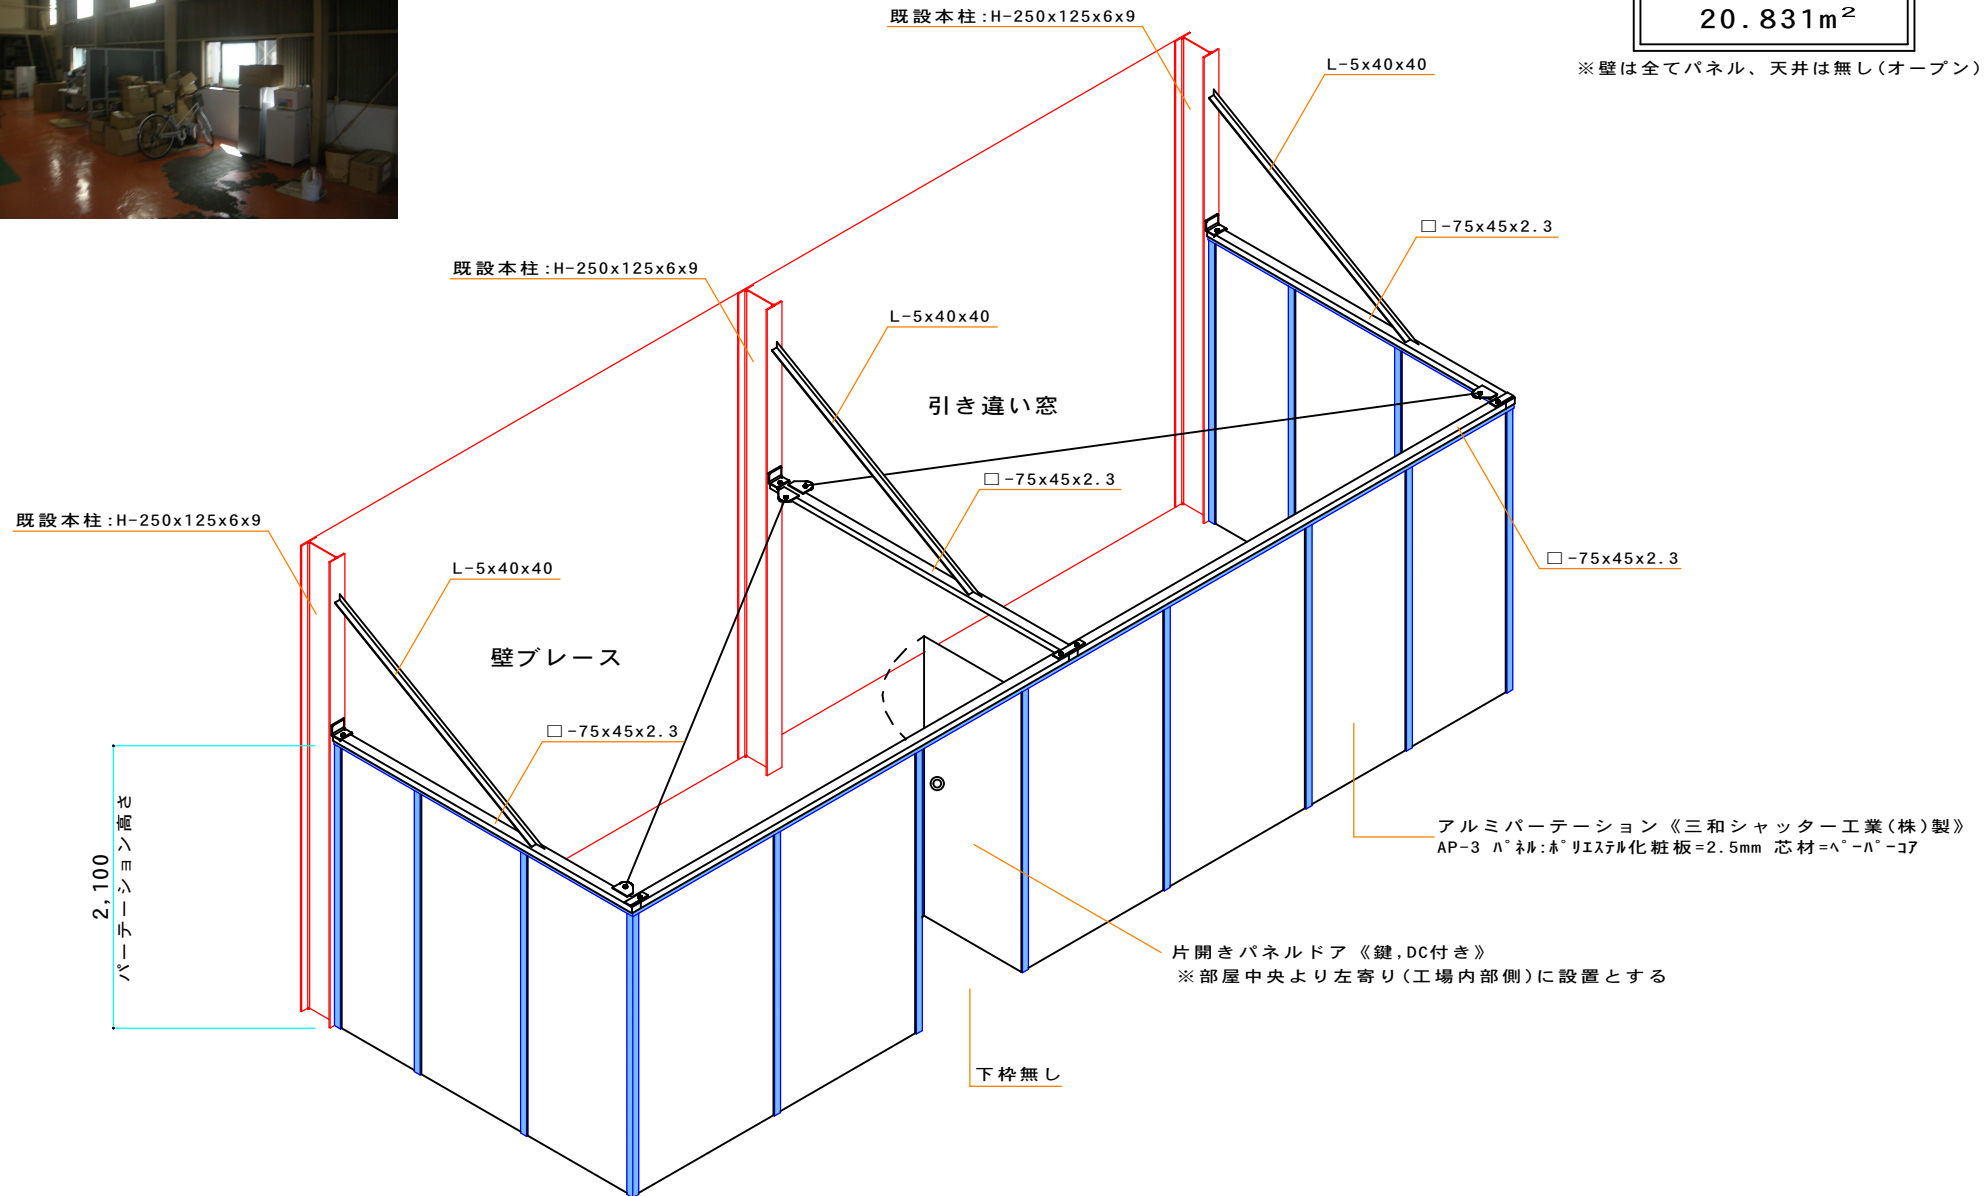 既設本柱:H-250x125x6x9
20.831m²
L-5x40x40
※壁は全てパネル、天井は無し(オープン)
□-75x45x2.3
既設本柱:H-250x125x6x9
L-5x40x40
引き違い窓
□-75x45x2.3
既設本柱:H-250x125x6x9
L-5x40x40
□-75x45x2.3
壁ブレース
□-75x45x2.3
2,100
パーテーション高さ
アルミパーテーション《三和シャッター工業(株)製》
AP-3 ﾊﾟﾈﾙ:ﾎﾟﾘｴｽﾃﾙ化粧板=2.5mm 芯材=ﾍﾟｰﾊﾟｰｺｱ
片開きパネルドア《鍵,DC付き》
※部屋中央より左寄り(工場内部側)に設置とする
下枠無し